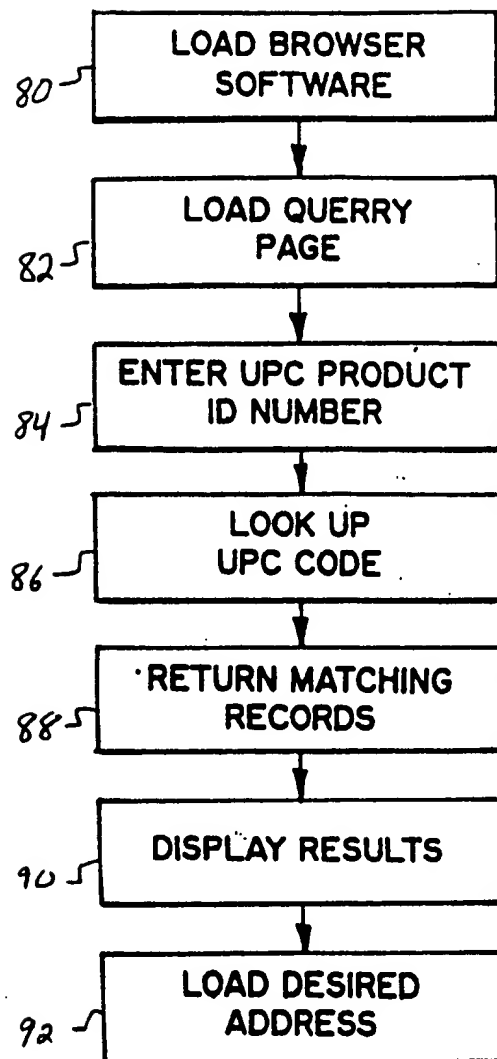 LOAD BROWSER
SOFTWARE
80
LOAD QUERRY
PAGE
82
ENTER UPC PRODUCT
ID NUMBER
84
LOOK UP
UPC CODE
86
RETURN MATCHING
RECORDS
88
DISPLAY RESULTS
90
LOAD DESIRED
ADDRESS
92